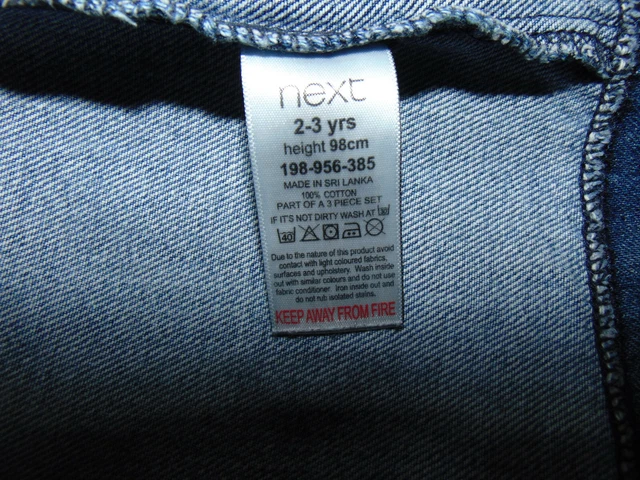 next
2-3 yrs
height 98cm
198-956-385
MADE IN SRI LANKA
100% COTTON
PART OF A 3 PIECE SET
IF IT'S NOT DIRTY WASH AT 30
40
Due to the nature of this product avoid
contact with light coloured fabrics,
surfaces and upholstery. Wash inside
out with similar colours and do not use
fabric conditioner. Iron inside out and
do not rub isolated stains.
KEEP AWAY FROM FIRE